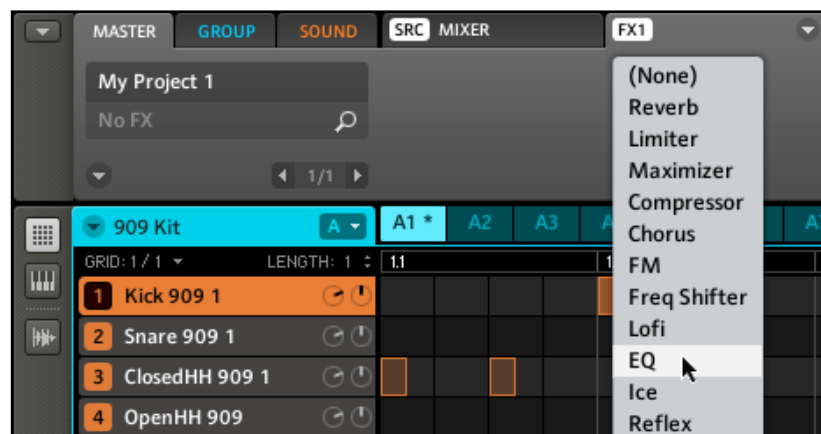 MASTER GROUP SOUND SRC MIXER FX1
My Project 1
No FX
1/1
(None)
Reverb
Limiter
Maximizer
Compressor
Chorus
FM
Freq Shifter
Lofi
EQ
Ice
Reflex
909 Kit A A1 * A2 A3
GRID: 1 / 1 LENGTH: 1 1.1
1 Kick 909 1
2 Snare 909 1
3 ClosedHH 909 1
4 OpenHH 909